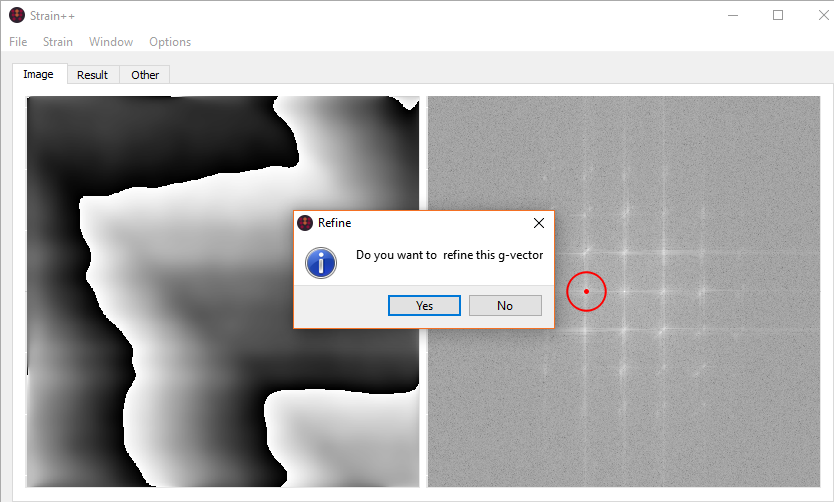 Strain++
File Strain Window Options
Image Result Other
Refine
Do you want to  refine this g-vector
Yes No